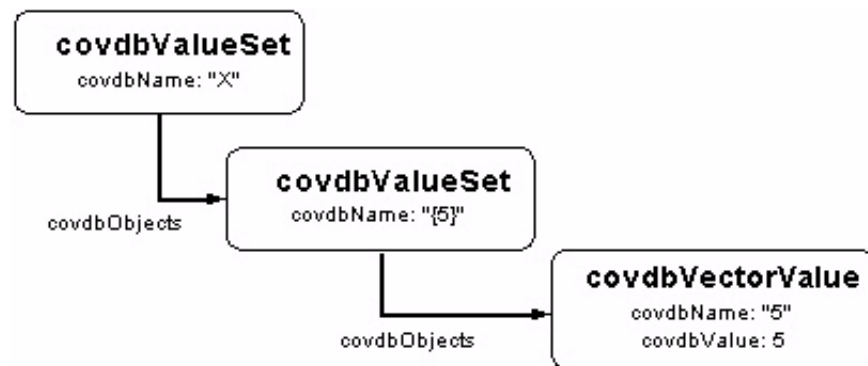 covdbValueSet
covdbName: "X"
covdbObjects
covdbValueSet
covdbName: "{5}"
covdbObjects
covdbVectorValue
covdbName: "5"
covdbValue: 5